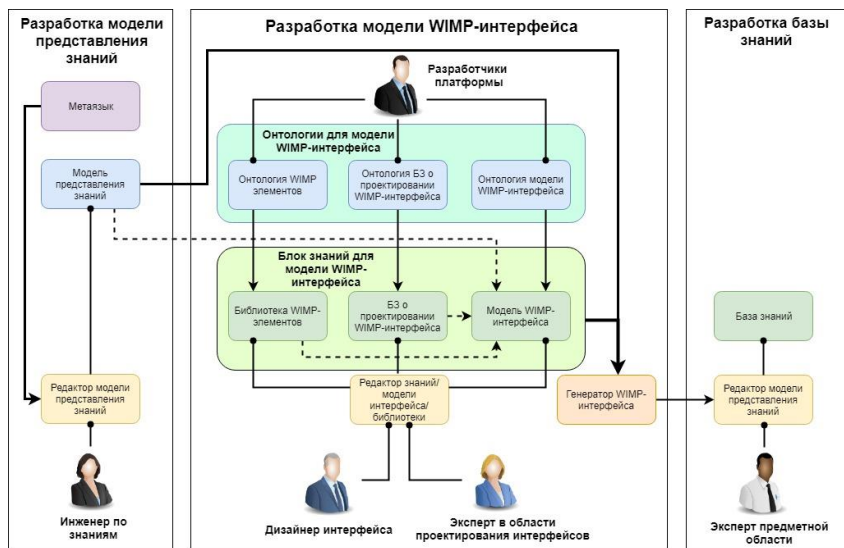 Разработка модели
представления
знаний
Метаязык
Модель
представления
знаний
Редактор модели
представления
знаний
Инженер по
знаниям
Разработка модели WIMP-интерфейса
Разработчики
платформы
Онтологии для модели
WIMP-интерфейса
Онтология WIMP
элементов
Онтология БЗ о
проектировании
WIMP-интерфейса
Онтология модели
WIMP-интерфейса
Блок знаний для
модели WIMP-
интерфейса
Библиотека WIMP-
элементов
БЗ о
проектировании
WIMP-интерфейса
Модель WIMP-
интерфейса
Редактор знаний/
модели
интерфейса/
библиотеки
Генератор WIMP-
интерфейса
Дизайнер интерфейса
Эксперт в области
проектирования интерфейсов
Разработка базы
знаний
База знаний
Редактор модели
представления
знаний
Эксперт предметной
области